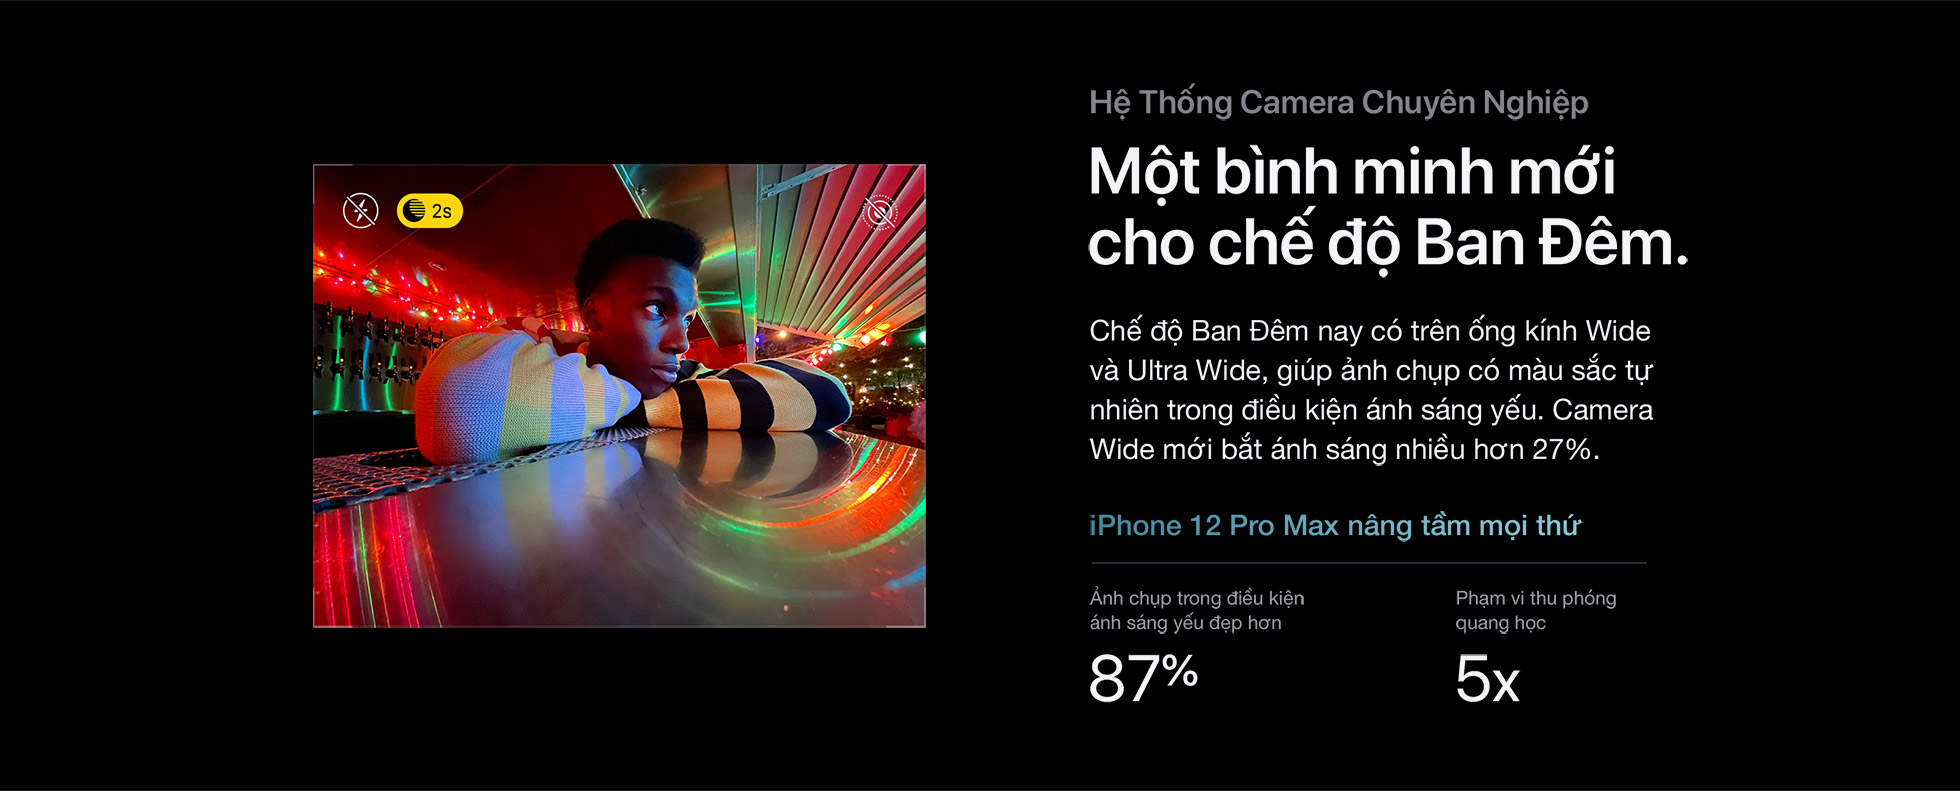 2s
Hệ Thống Camera Chuyên Nghiệp
Một bình minh mới
cho chế độ Ban Đêm.
Chế độ Ban Đêm nay có trên ống kính Wide
và Ultra Wide, giúp ảnh chụp có màu sắc tự
nhiên trong điều kiện ánh sáng yếu. Camera
Wide mới bắt ánh sáng nhiều hơn 27%.
iPhone 12 Pro Max nâng tầm mọi thứ
Ảnh chụp trong điều kiện
ánh sáng yếu đẹp hơn
87%
Phạm vi thu phóng
quang học
5x